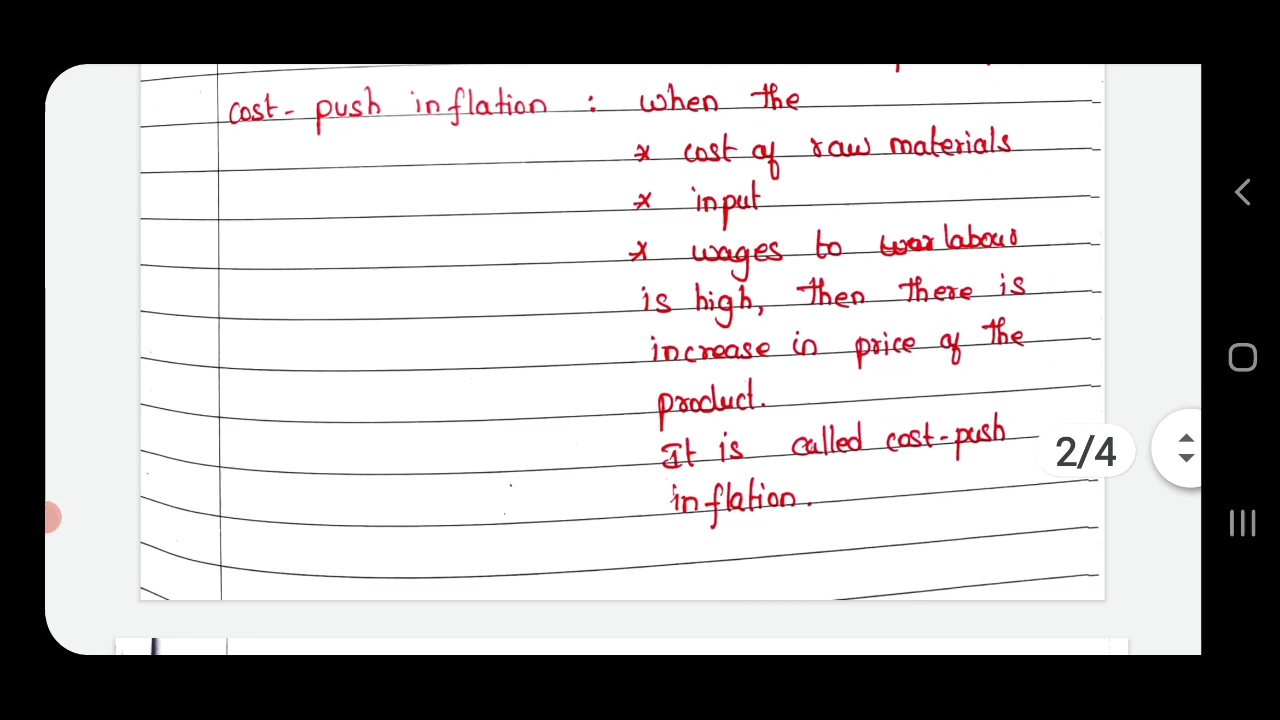 cost-push inflation : when the
* cost of raw materials
* input
* wages to labour
is high, then there is
increase in price of the
product.
It is called cost-push
inflation.
2/4